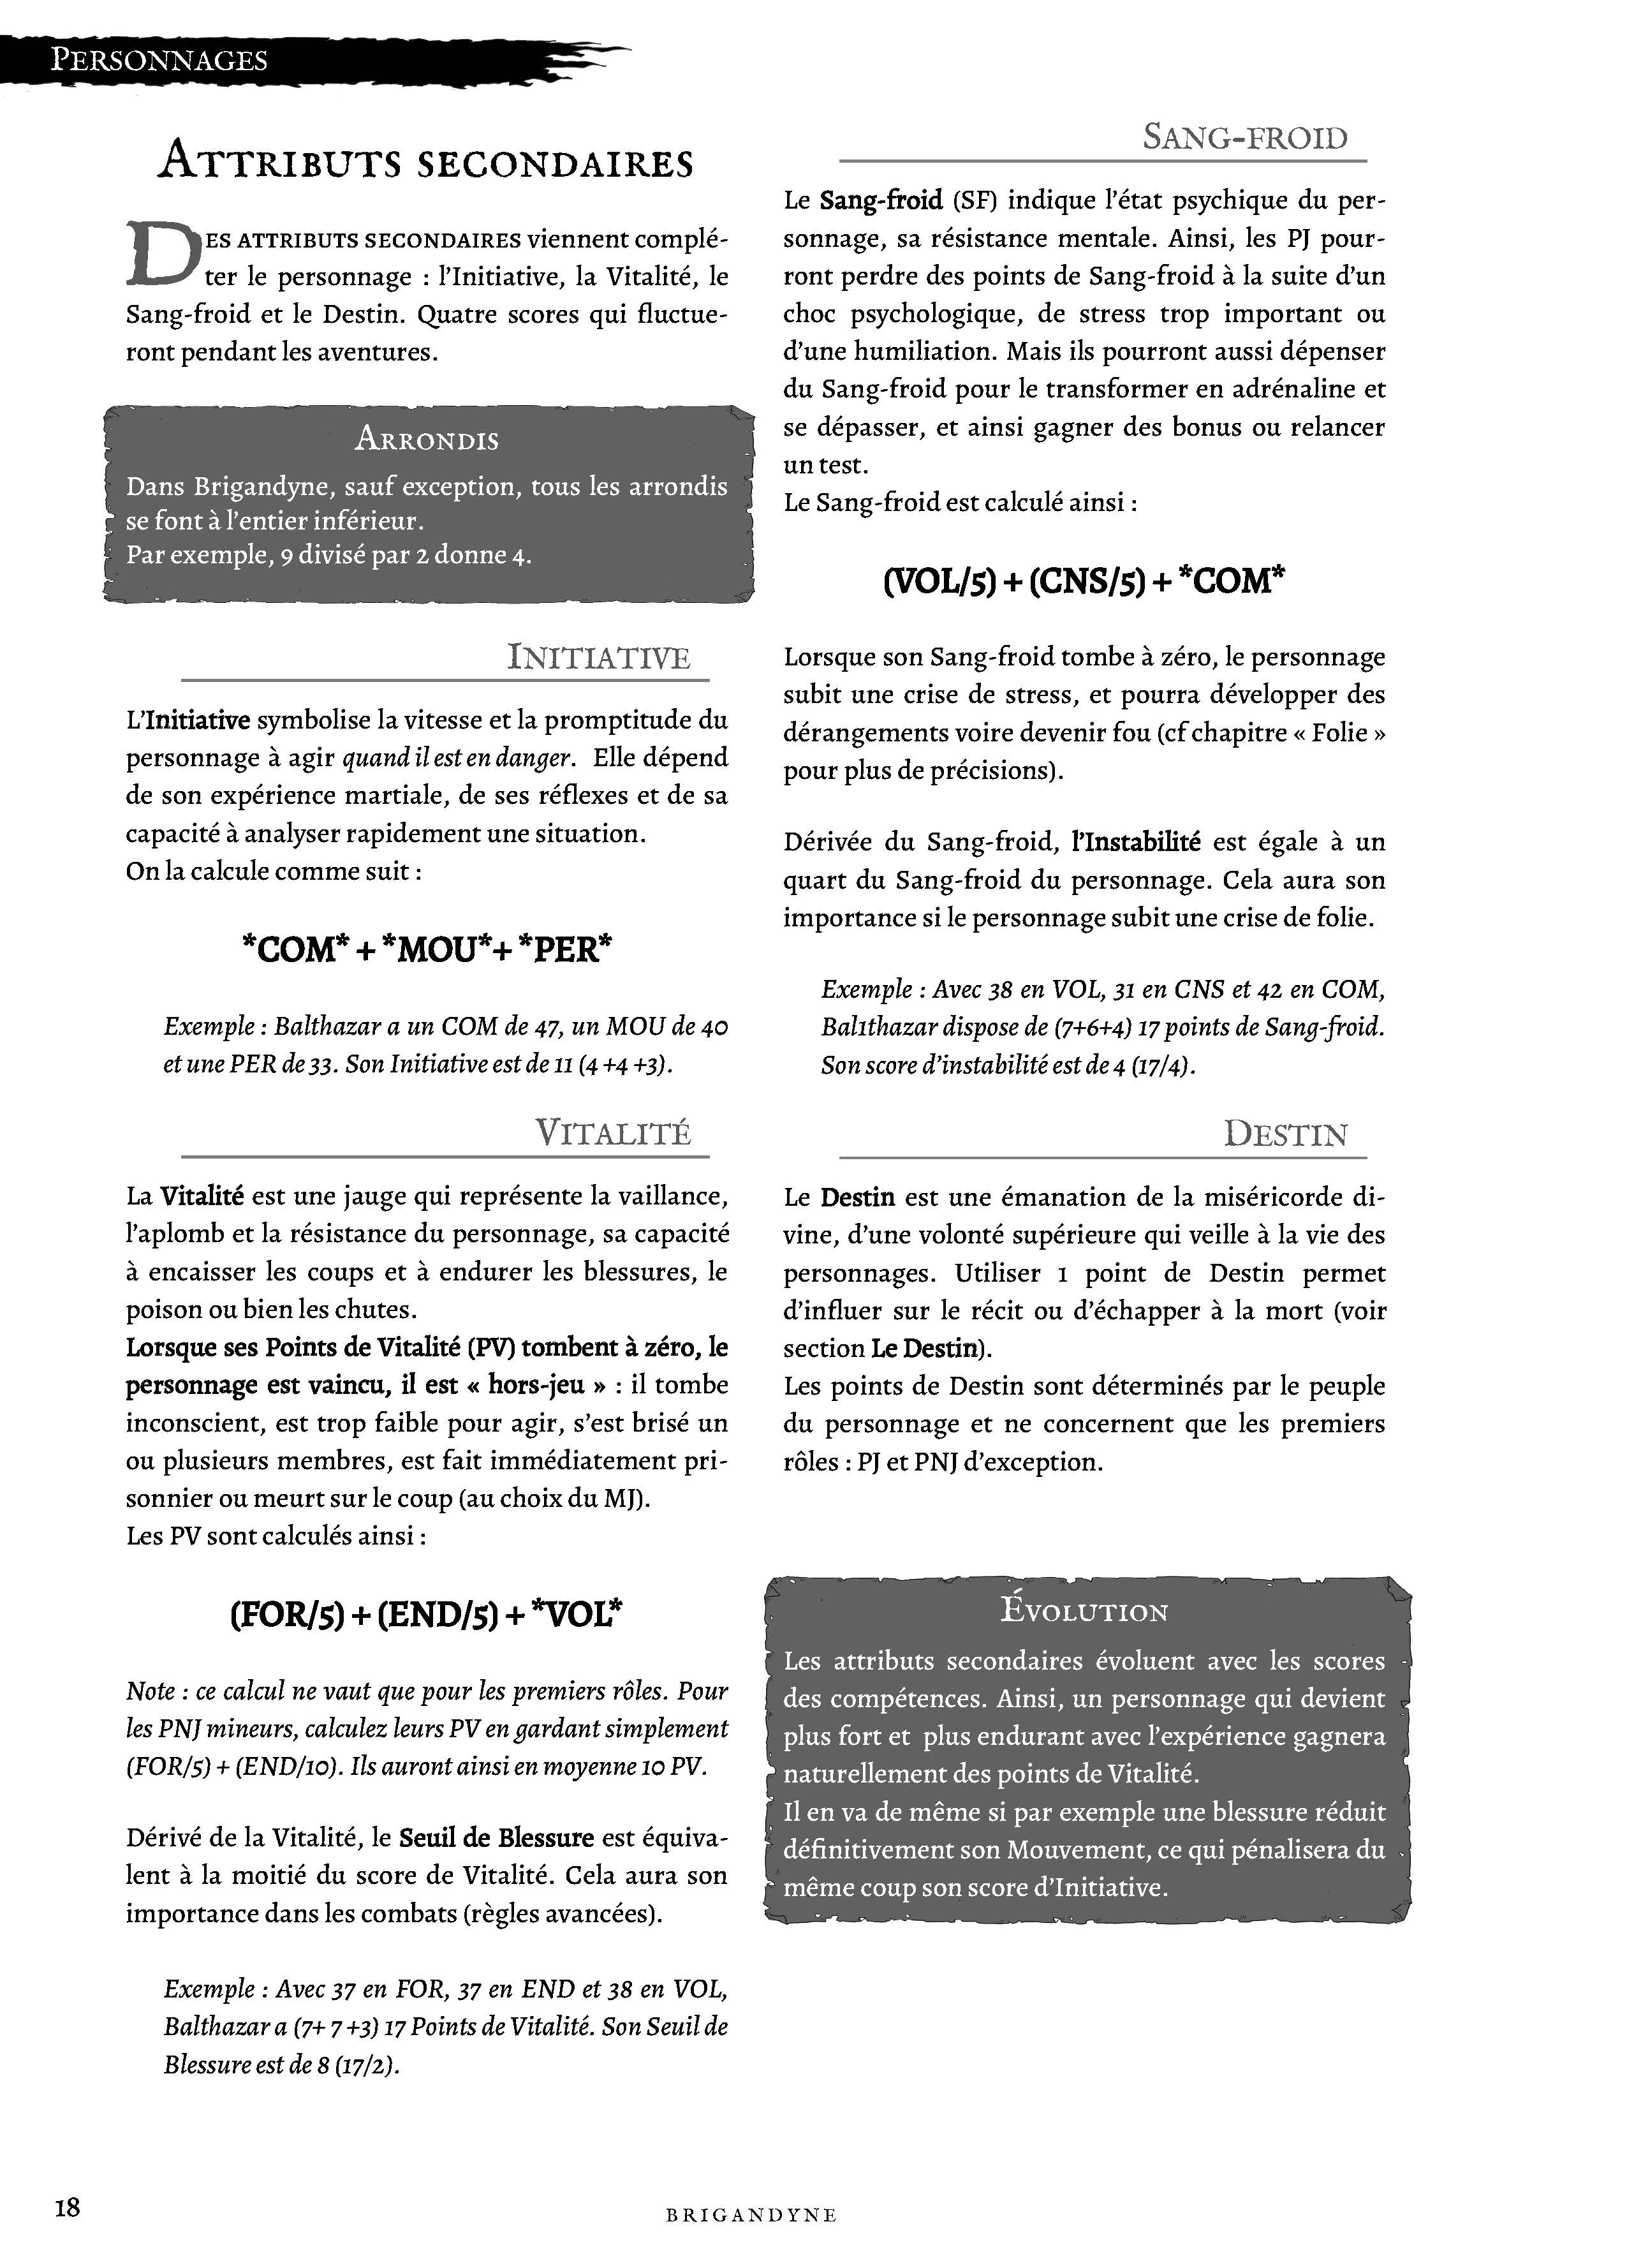 Personnages
Attributs secondaires
Des attributs secondaires viennent complé-
ter le personnage : l'Initiative, la Vitalité, le
Sang-froid et le Destin. Quatre scores qui fluctue-
ront pendant les aventures.
Arrondis
Dans Brigandyne, sauf exception, tous les arrondis
se font à l'entier inférieur.
Par exemple, 9 divisé par 2 donne 4.
Initiative
L'Initiative symbolise la vitesse et la promptitude du
personnage à agir quand il est en danger. Elle dépend
de son expérience martiale, de ses réflexes et de sa
capacité à analyser rapidement une situation.
On la calcule comme suit :
*COM* + *MOU*+ *PER*
Exemple : Balthazar a un COM de 47, un MOU de 40
et une PER de 33. Son Initiative est de 11 (4 +4 +3).
Vitalité
La Vitalité est une jauge qui représente la vaillance,
l'aplomb et la résistance du personnage, sa capacité
à encaisser les coups et à endurer les blessures, le
poison ou bien les chutes.
Lorsque ses Points de Vitalité (PV) tombent à zéro, le
personnage est vaincu, il est « hors-jeu » : il tombe
inconscient, est trop faible pour agir, s'est brisé un
ou plusieurs membres, est fait immédiatement pri-
sonnier ou meurt sur le coup (au choix du MJ).
Les PV sont calculés ainsi :
(FOR/5) + (END/5) + *VOL*
Note : ce calcul ne vaut que pour les premiers rôles. Pour
les PNJ mineurs, calculez leurs PV en gardant simplement
(FOR/5) + (END/10). Ils auront ainsi en moyenne 10 PV.
Dérivé de la Vitalité, le Seuil de Blessure est équiva-
lent à la moitié du score de Vitalité. Cela aura son
importance dans les combats (règles avancées).
Exemple : Avec 37 en FOR, 37 en END et 38 en VOL,
Balthazar a (7+ 7 +3) 17 Points de Vitalité. Son Seuil de
Blessure est de 8 (17/2).
Sang-froid
Le Sang-froid (SF) indique l'état psychique du per-
sonnage, sa résistance mentale. Ainsi, les PJ pour-
ront perdre des points de Sang-froid à la suite d'un
choc psychologique, de stress trop important ou
d'une humiliation. Mais ils pourront aussi dépenser
du Sang-froid pour le transformer en adrénaline et
se dépasser, et ainsi gagner des bonus ou relancer
un test.
Le Sang-froid est calculé ainsi :
(VOL/5) + (CNS/5) + *COM*
Lorsque son Sang-froid tombe à zéro, le personnage
subit une crise de stress, et pourra développer des
dérangements voire devenir fou (cf chapitre « Folie »
pour plus de précisions).
Dérivée du Sang-froid, l'Instabilité est égale à un
quart du Sang-froid du personnage. Cela aura son
importance si le personnage subit une crise de folie.
Exemple : Avec 38 en VOL, 31 en CNS et 42 en COM,
Bal1thazar dispose de (7+6+4) 17 points de Sang-froid.
Son score d'instabilité est de 4 (17/4).
Destin
Le Destin est une émanation de la miséricorde di-
vine, d'une volonté supérieure qui veille à la vie des
personnages. Utiliser 1 point de Destin permet
d'influer sur le récit ou d'échapper à la mort (voir
section Le Destin).
Les points de Destin sont déterminés par le peuple
du personnage et ne concernent que les premiers
rôles : PJ et PNJ d'exception.
Évolution
Les attributs secondaires évoluent avec les scores
des compétences. Ainsi, un personnage qui devient
plus fort et plus endurant avec l'expérience gagnera
naturellement des points de Vitalité.
Il en va de même si par exemple une blessure réduit
définitivement son Mouvement, ce qui pénalisera du
même coup son score d'Initiative.
18
BRIGANDYNE